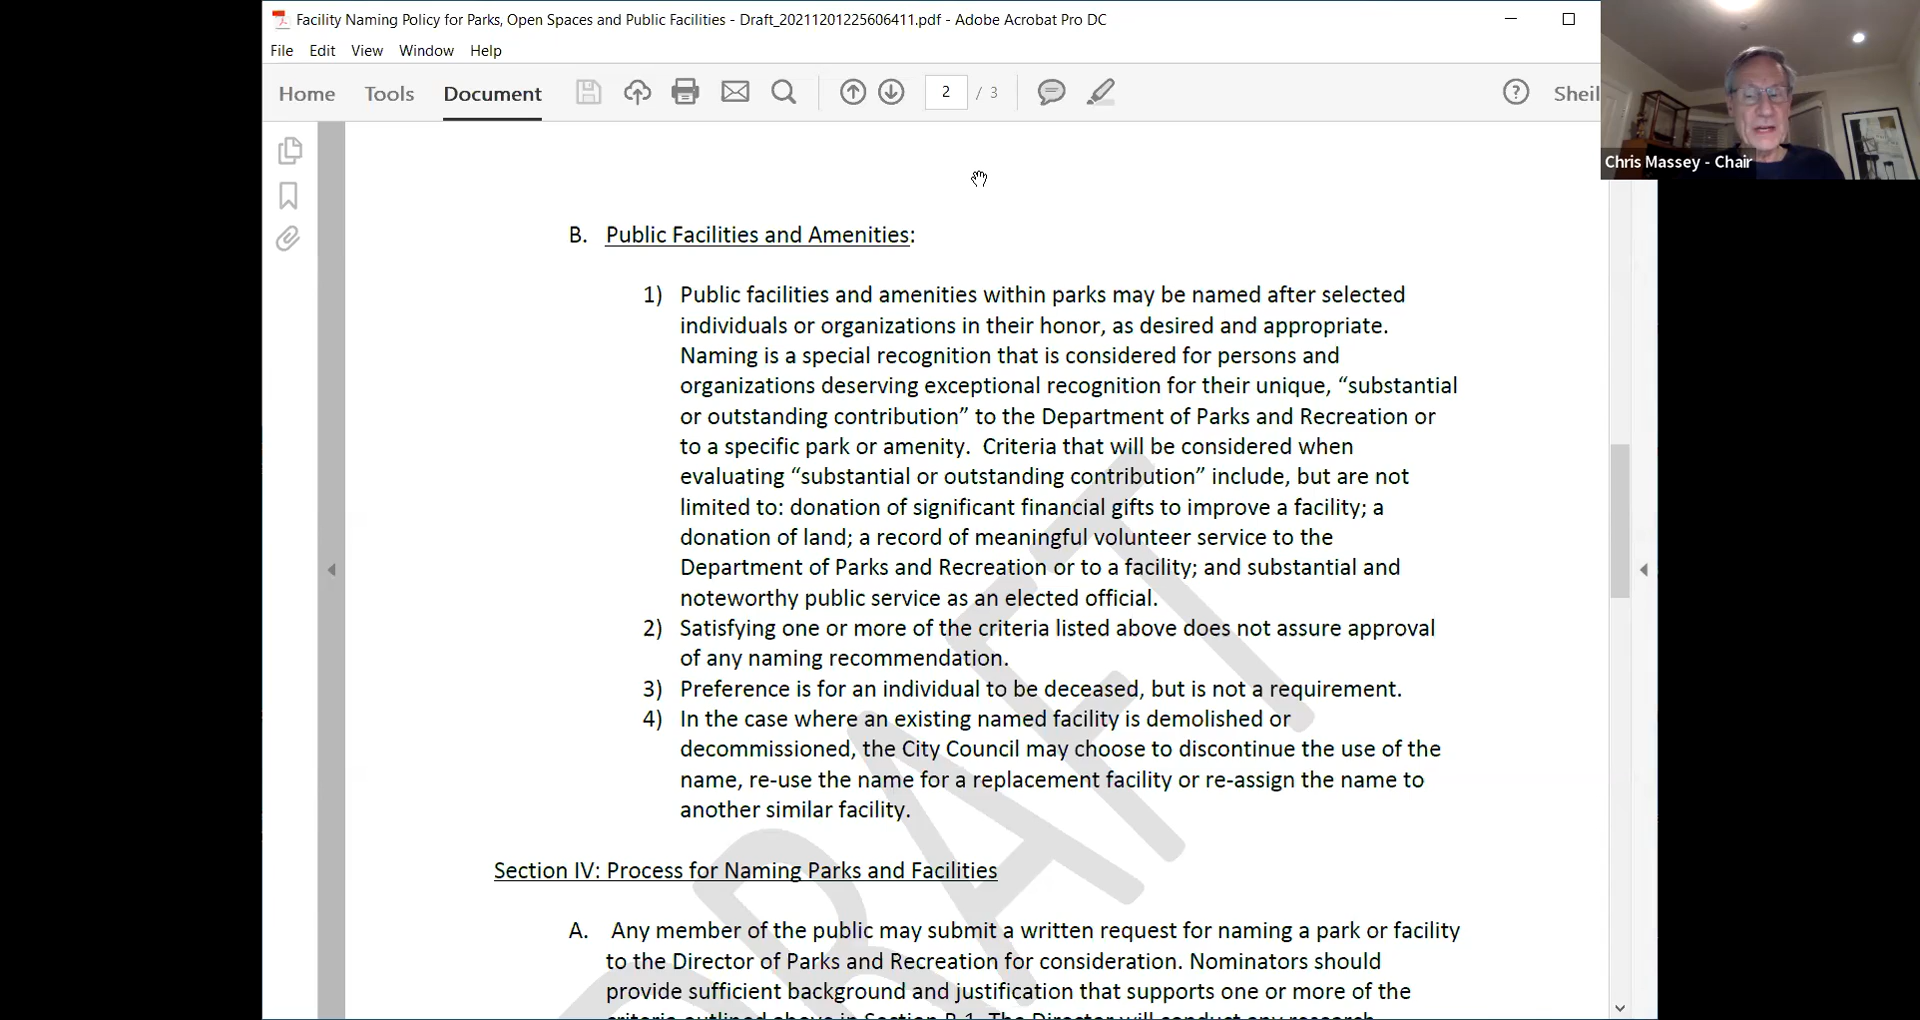 Facility Naming Policy for Parks, Open Spaces and Public Facilities - Draft_20211201225606411.pdf - Adobe Acrobat Pro DC
File Edit View Window Help
Home Tools Document 2 / 3 Sheil
Chris Massey - Chair
B. Public Facilities and Amenities:
1) Public facilities and amenities within parks may be named after selected
individuals or organizations in their honor, as desired and appropriate.
Naming is a special recognition that is considered for persons and
organizations deserving exceptional recognition for their unique, “substantial
or outstanding contribution” to the Department of Parks and Recreation or
to a specific park or amenity. Criteria that will be considered when
evaluating “substantial or outstanding contribution” include, but are not
limited to: donation of significant financial gifts to improve a facility; a
donation of land; a record of meaningful volunteer service to the
Department of Parks and Recreation or to a facility; and substantial and
noteworthy public service as an elected official.
2) Satisfying one or more of the criteria listed above does not assure approval
of any naming recommendation.
3) Preference is for an individual to be deceased, but is not a requirement.
4) In the case where an existing named facility is demolished or
decommissioned, the City Council may choose to discontinue the use of the
name, re-use the name for a replacement facility or re-assign the name to
another similar facility.
Section IV: Process for Naming Parks and Facilities
A. Any member of the public may submit a written request for naming a park or facility
to the Director of Parks and Recreation for consideration. Nominators should
provide sufficient background and justification that supports one or more of the
criteria outlined above in Section B.1. The Director will conduct any research
DRAFT